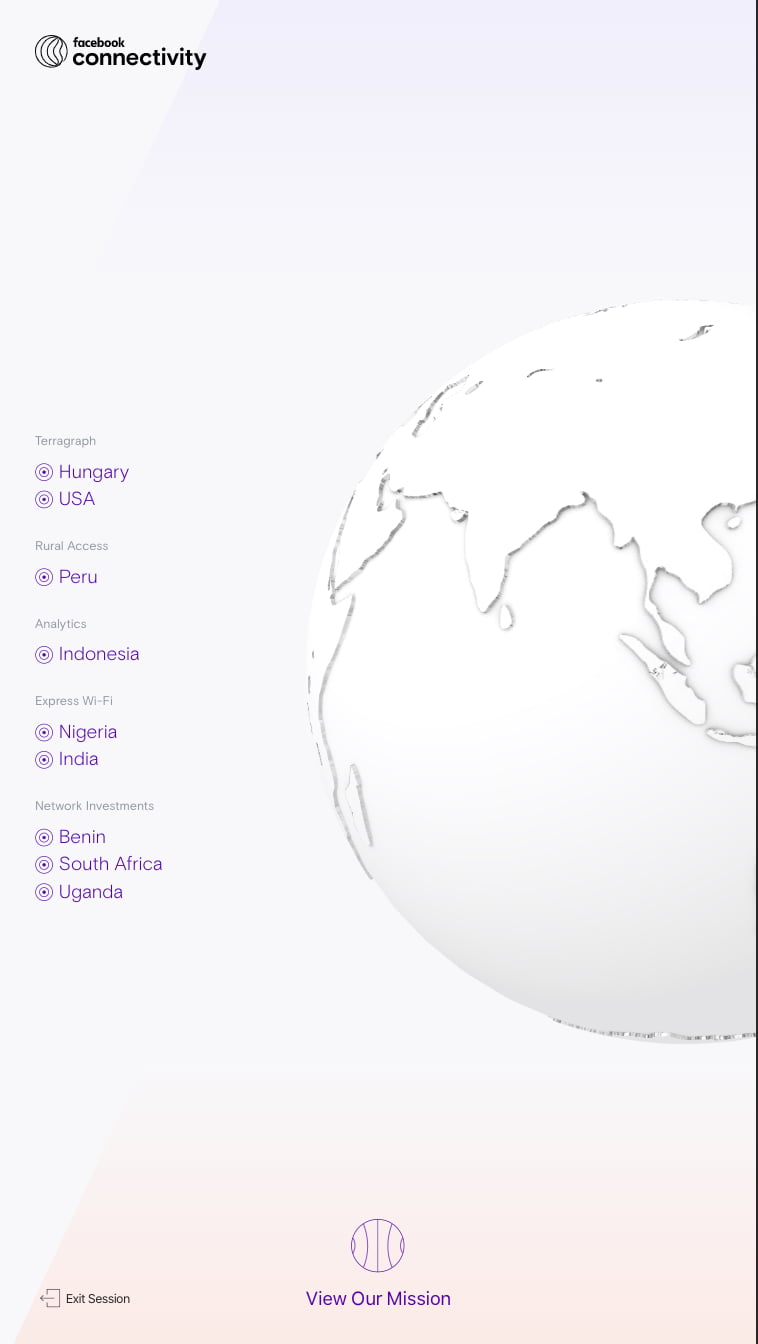 facebook
connectivity
Terragraph
Hungary
USA
Rural Access
Peru
Analytics
Indonesia
Express Wi-Fi
Nigeria
India
Network Investments
Benin
South Africa
Uganda
View Our Mission
Exit Session